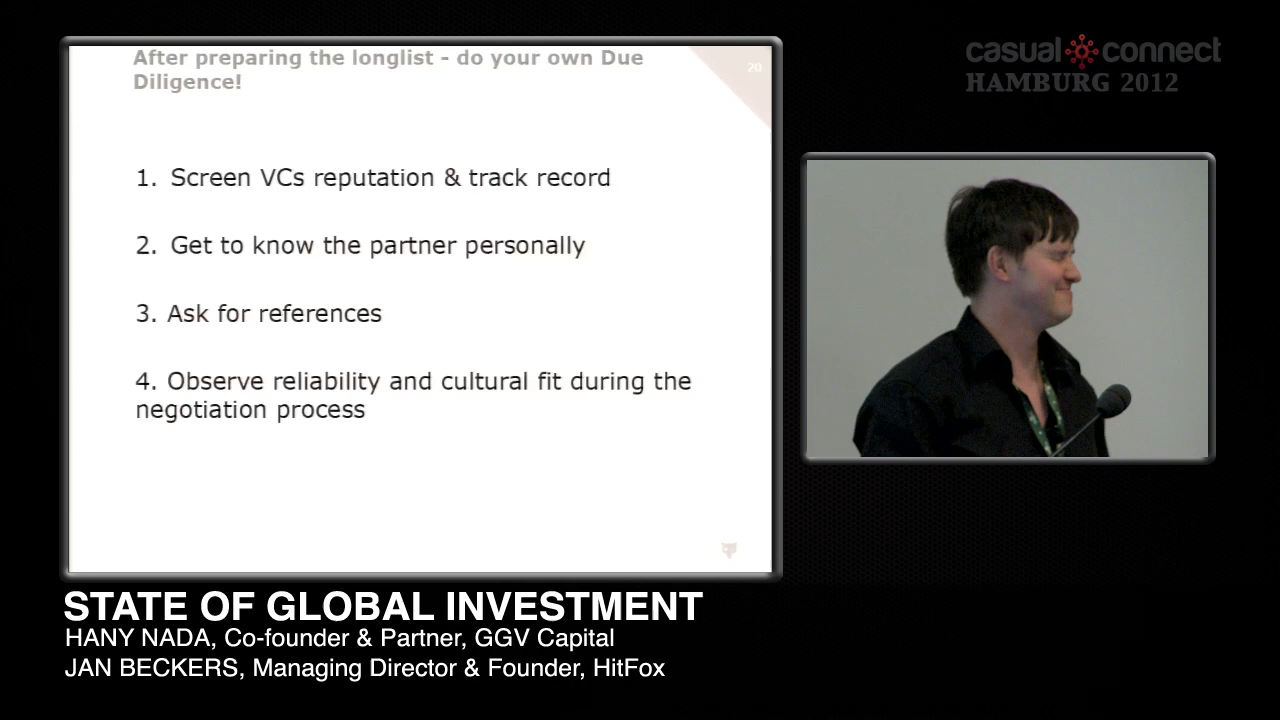 After preparing the longlist - do your own Due
Diligence!
20
1. Screen VCs reputation & track record
2. Get to know the partner personally
3. Ask for references
4. Observe reliability and cultural fit during the
negotiation process
casual connect
HAMBURG 2012
STATE OF GLOBAL INVESTMENT
HANY NADA, Co-founder & Partner, GGV Capital
JAN BECKERS, Managing Director & Founder, HitFox